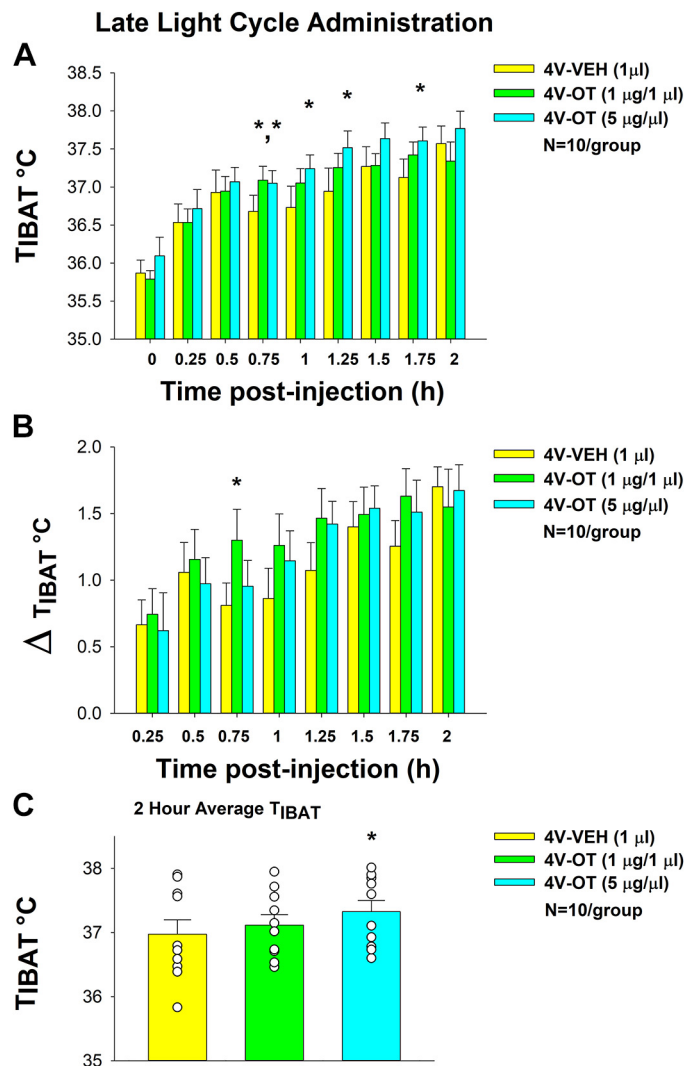 Late Light Cycle Administration
A
38.5
38.0
37.5
37.0
36.5
36.0
35.5
35.0
TIBAT °C
* *,* * * *
0 0.25 0.5 0.75 1 1.25 1.5 1.75 2
Time post-injection (h)
4V-VEH (1μl)
4V-OT (1 μg/1 μl)
4V-OT (5 μg/μl)
N=10/group
B
2.0
1.5
1.0
0.5
0.0
Δ TIBAT °C
*
0.25 0.5 0.75 1 1.25 1.5 1.75 2
Time post-injection (h)
4V-VEH (1 μl)
4V-OT (1 μg/1 μl)
4V-OT (5 μg/μl)
N=10/group
C
2 Hour Average TIBAT
38
37
36
35
TIBAT °C
*
4V-VEH (1 μl)
4V-OT (1 μg/1 μl)
4V-OT (5 μg/μl)
N=10/group